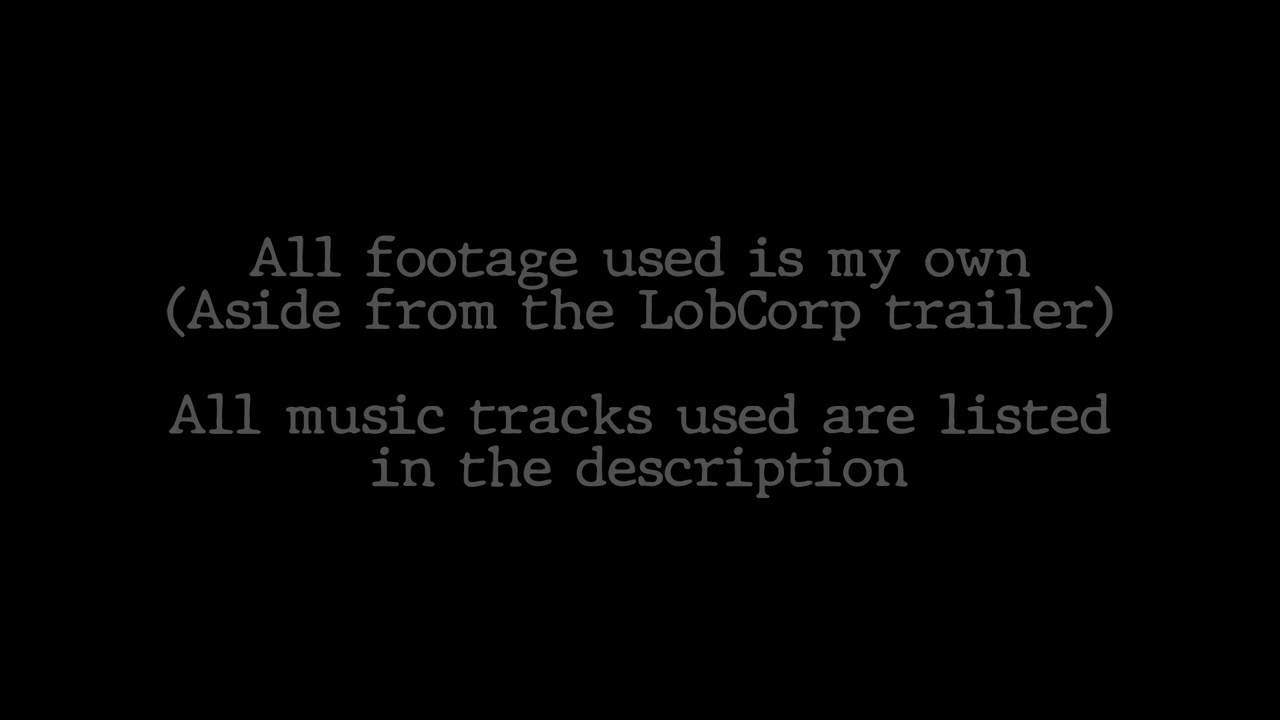 All footage used is my own
(Aside from the LobCorp trailer)
All music tracks used are listed
in the description